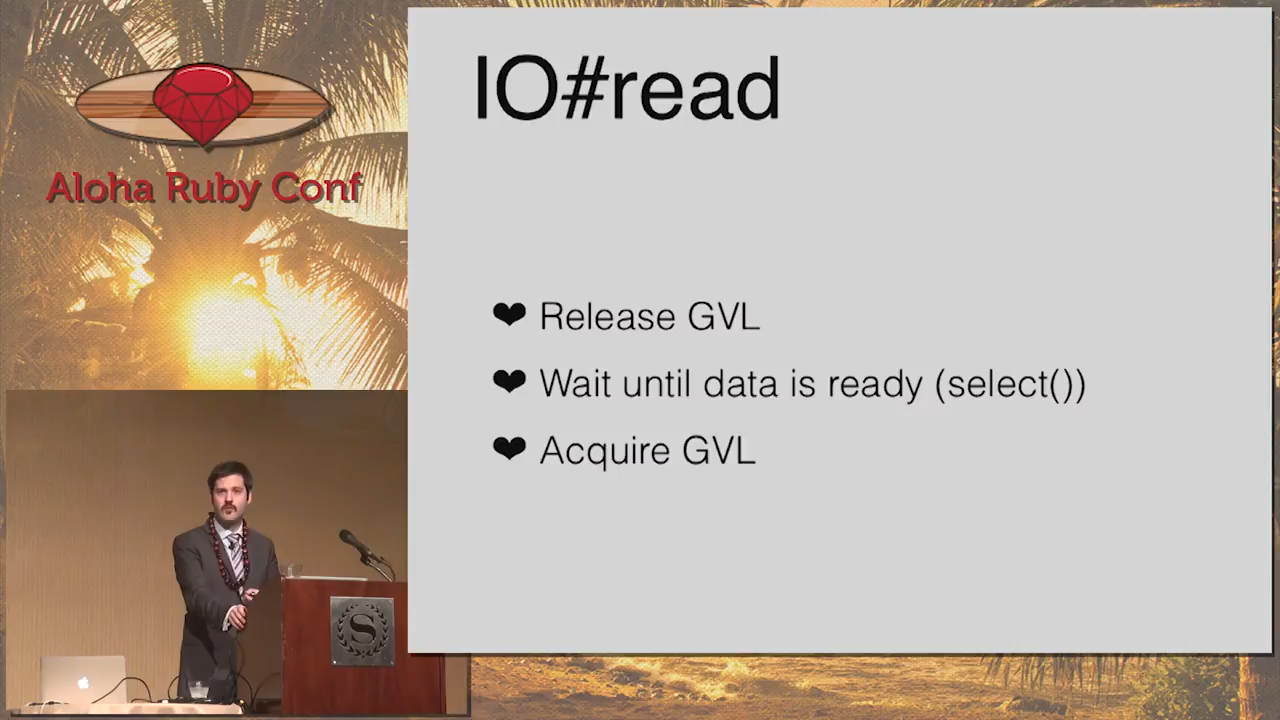 Aloha Ruby Conf
IO#read
❤ Release GVL
❤ Wait until data is ready (select())
❤ Acquire GVL
S